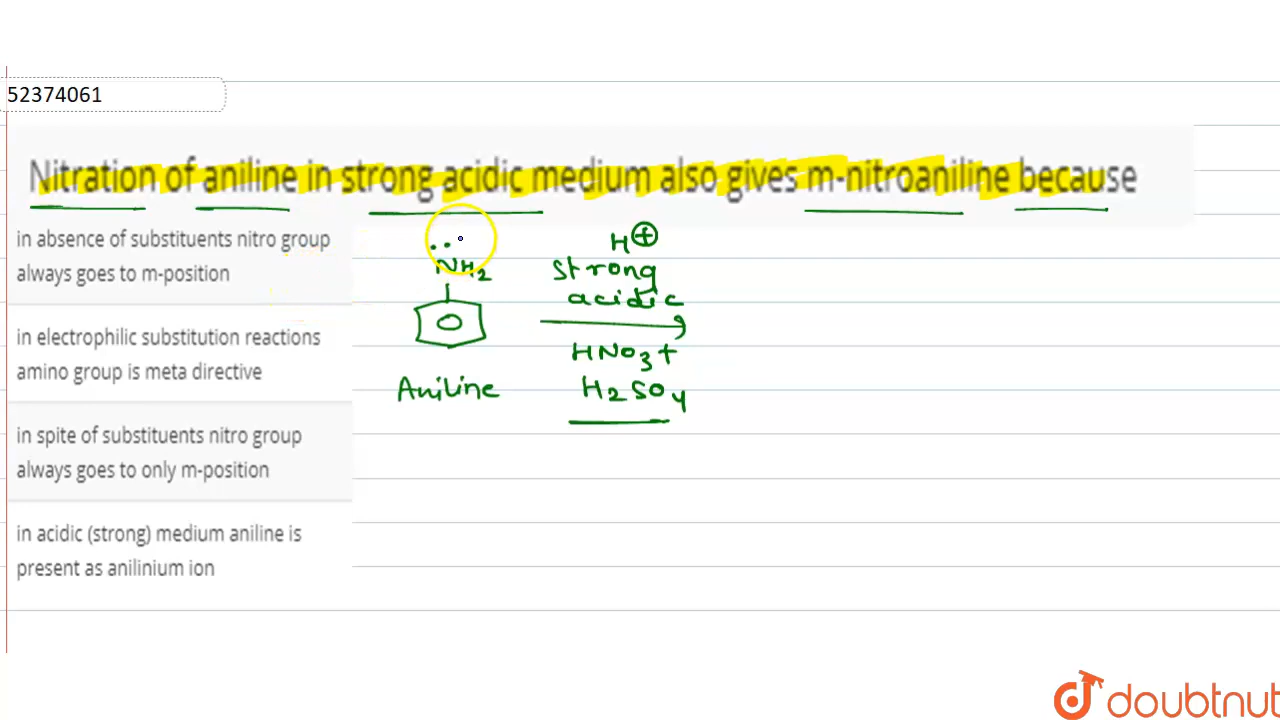 52374061
Nitration of aniline in strong acidic medium also gives m-nitroaniline because
in absence of substituents nitro group
always goes to m-position
in electrophilic substitution reactions
amino group is meta directive
in spite of substituents nitro group
always goes to only m-position
in acidic (strong) medium aniline is
present as anilinium ion
NH2
Aniline
H⊕
strong
acidic
HNO3+
H2SO4
doubtnut